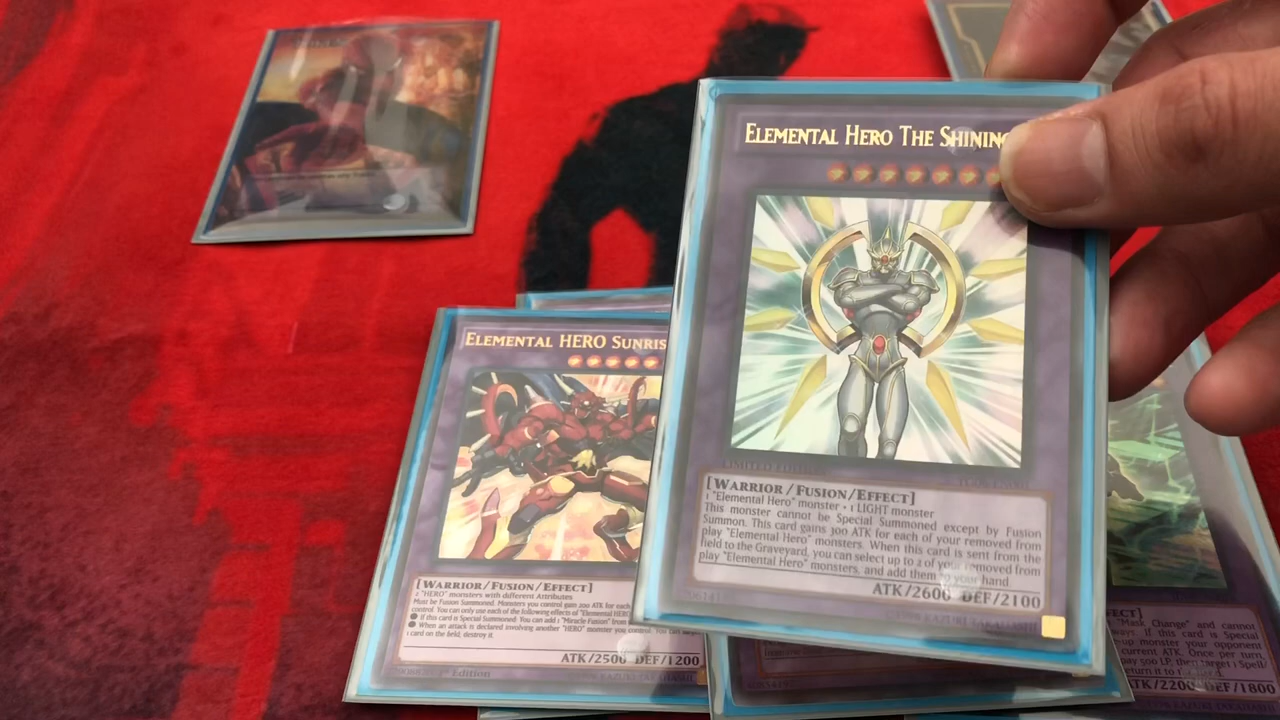 ELEMENTAL HERO THE SHINING
LIMITED EDITION
[WARRIOR/FUSION/EFFECT]
1 "Elemental Hero" monster + 1 LIGHT monster
This monster cannot be Special Summoned except by Fusion
Summon. This card gains 300 ATK for each of your removed from
play "Elemental Hero" monsters. When this card is sent from the
field to the Graveyard, you can select up to 2 of your removed from
play "Elemental Hero" monsters, and add them to your hand
ATK/2600 DEF/2100
KAZUKI TAKAHASHI
ELEMENTAL HERO SUNRIS
[WARRIOR/FUSION/EFFECT]
2 "HERO" monsters with different Attributes
Must be Fusion Summoned. Monsters you control gain 200 ATK for each
control. You can only use each of the following effects of "Elemental HERO
● If this card is Special Summoned: You can add 1 "Miracle Fusion" from
● When an attack is declared involving another "HERO" monster you control: You can
1 card on the field; destroy it.
ATK/2500 DEF/1200
Edition
KAZUKI TAKAHASHI
ECT]
"Mask Change" and cannot
ways. If this card is Special
up monster your opponent
current ATK. Once per turn,
pay 500 LP, then target 1 Spell/
return it to
ATK/2200 DEF/1800